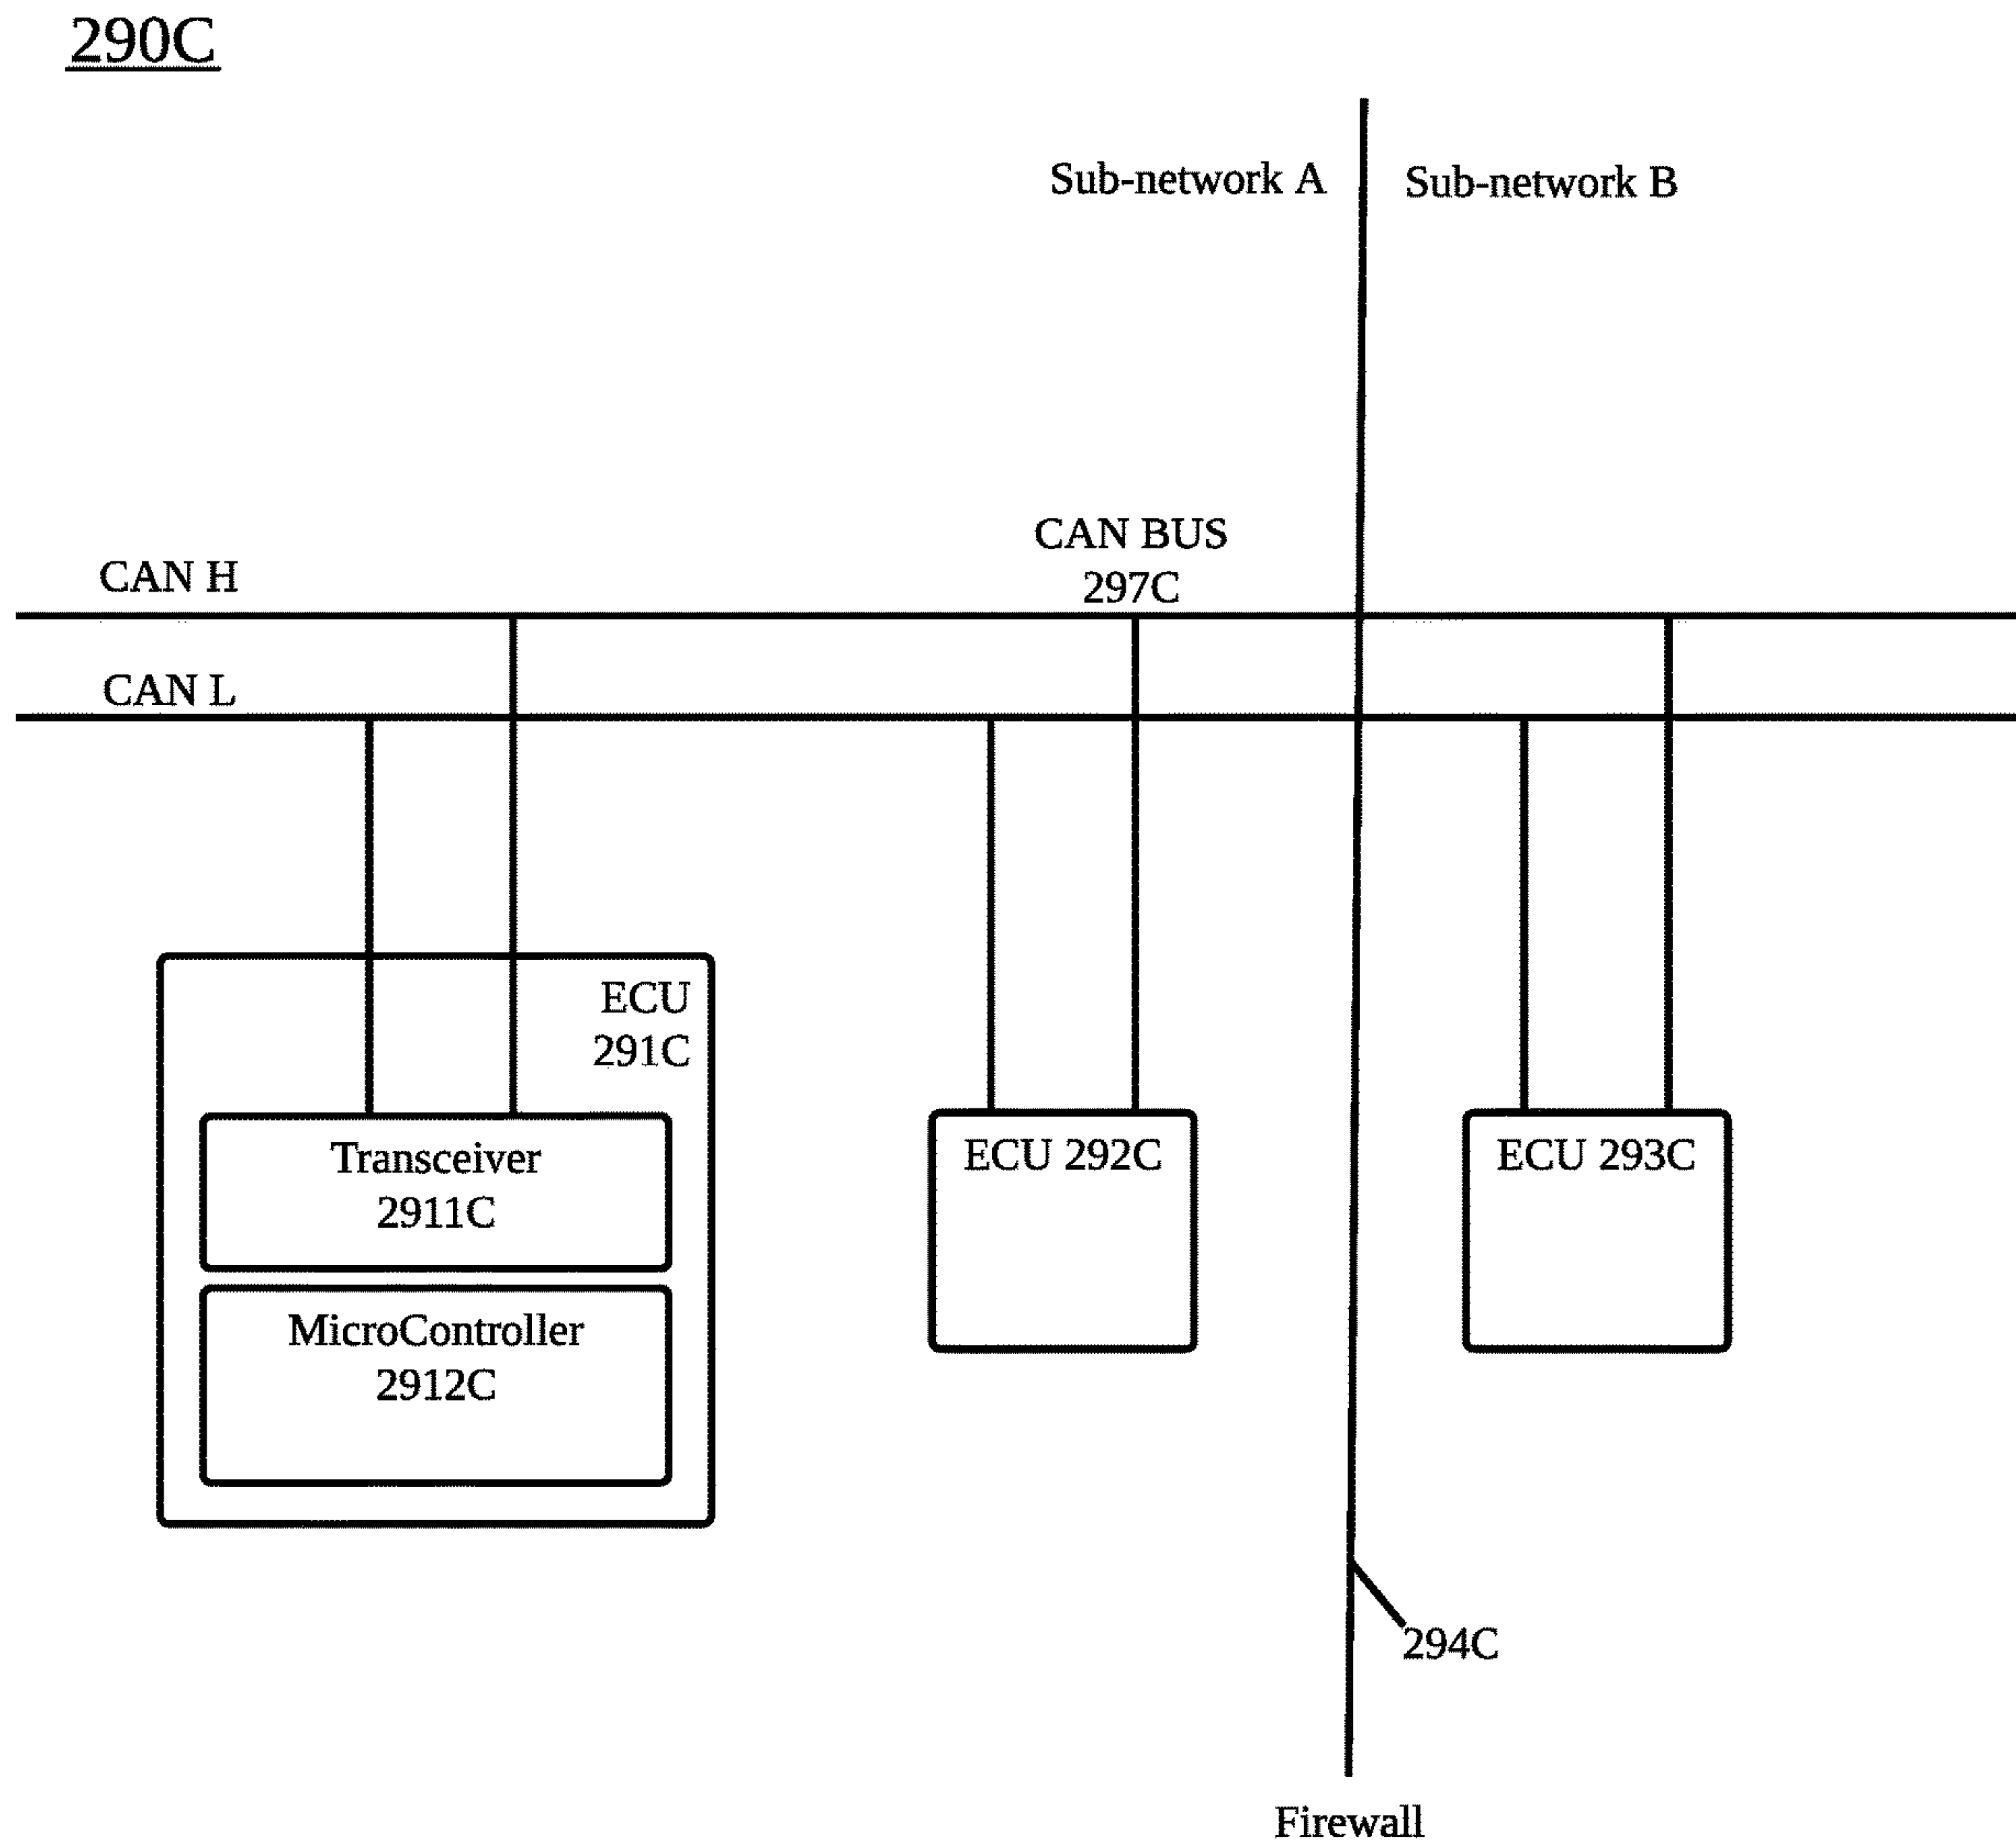 290C
Sub-network A
Sub-network B
CAN BUS
297C
CAN H
CAN L
ECU
291C
Transceiver
2911C
MicroController
2912C
ECU 292C
ECU 293C
294C
Firewall